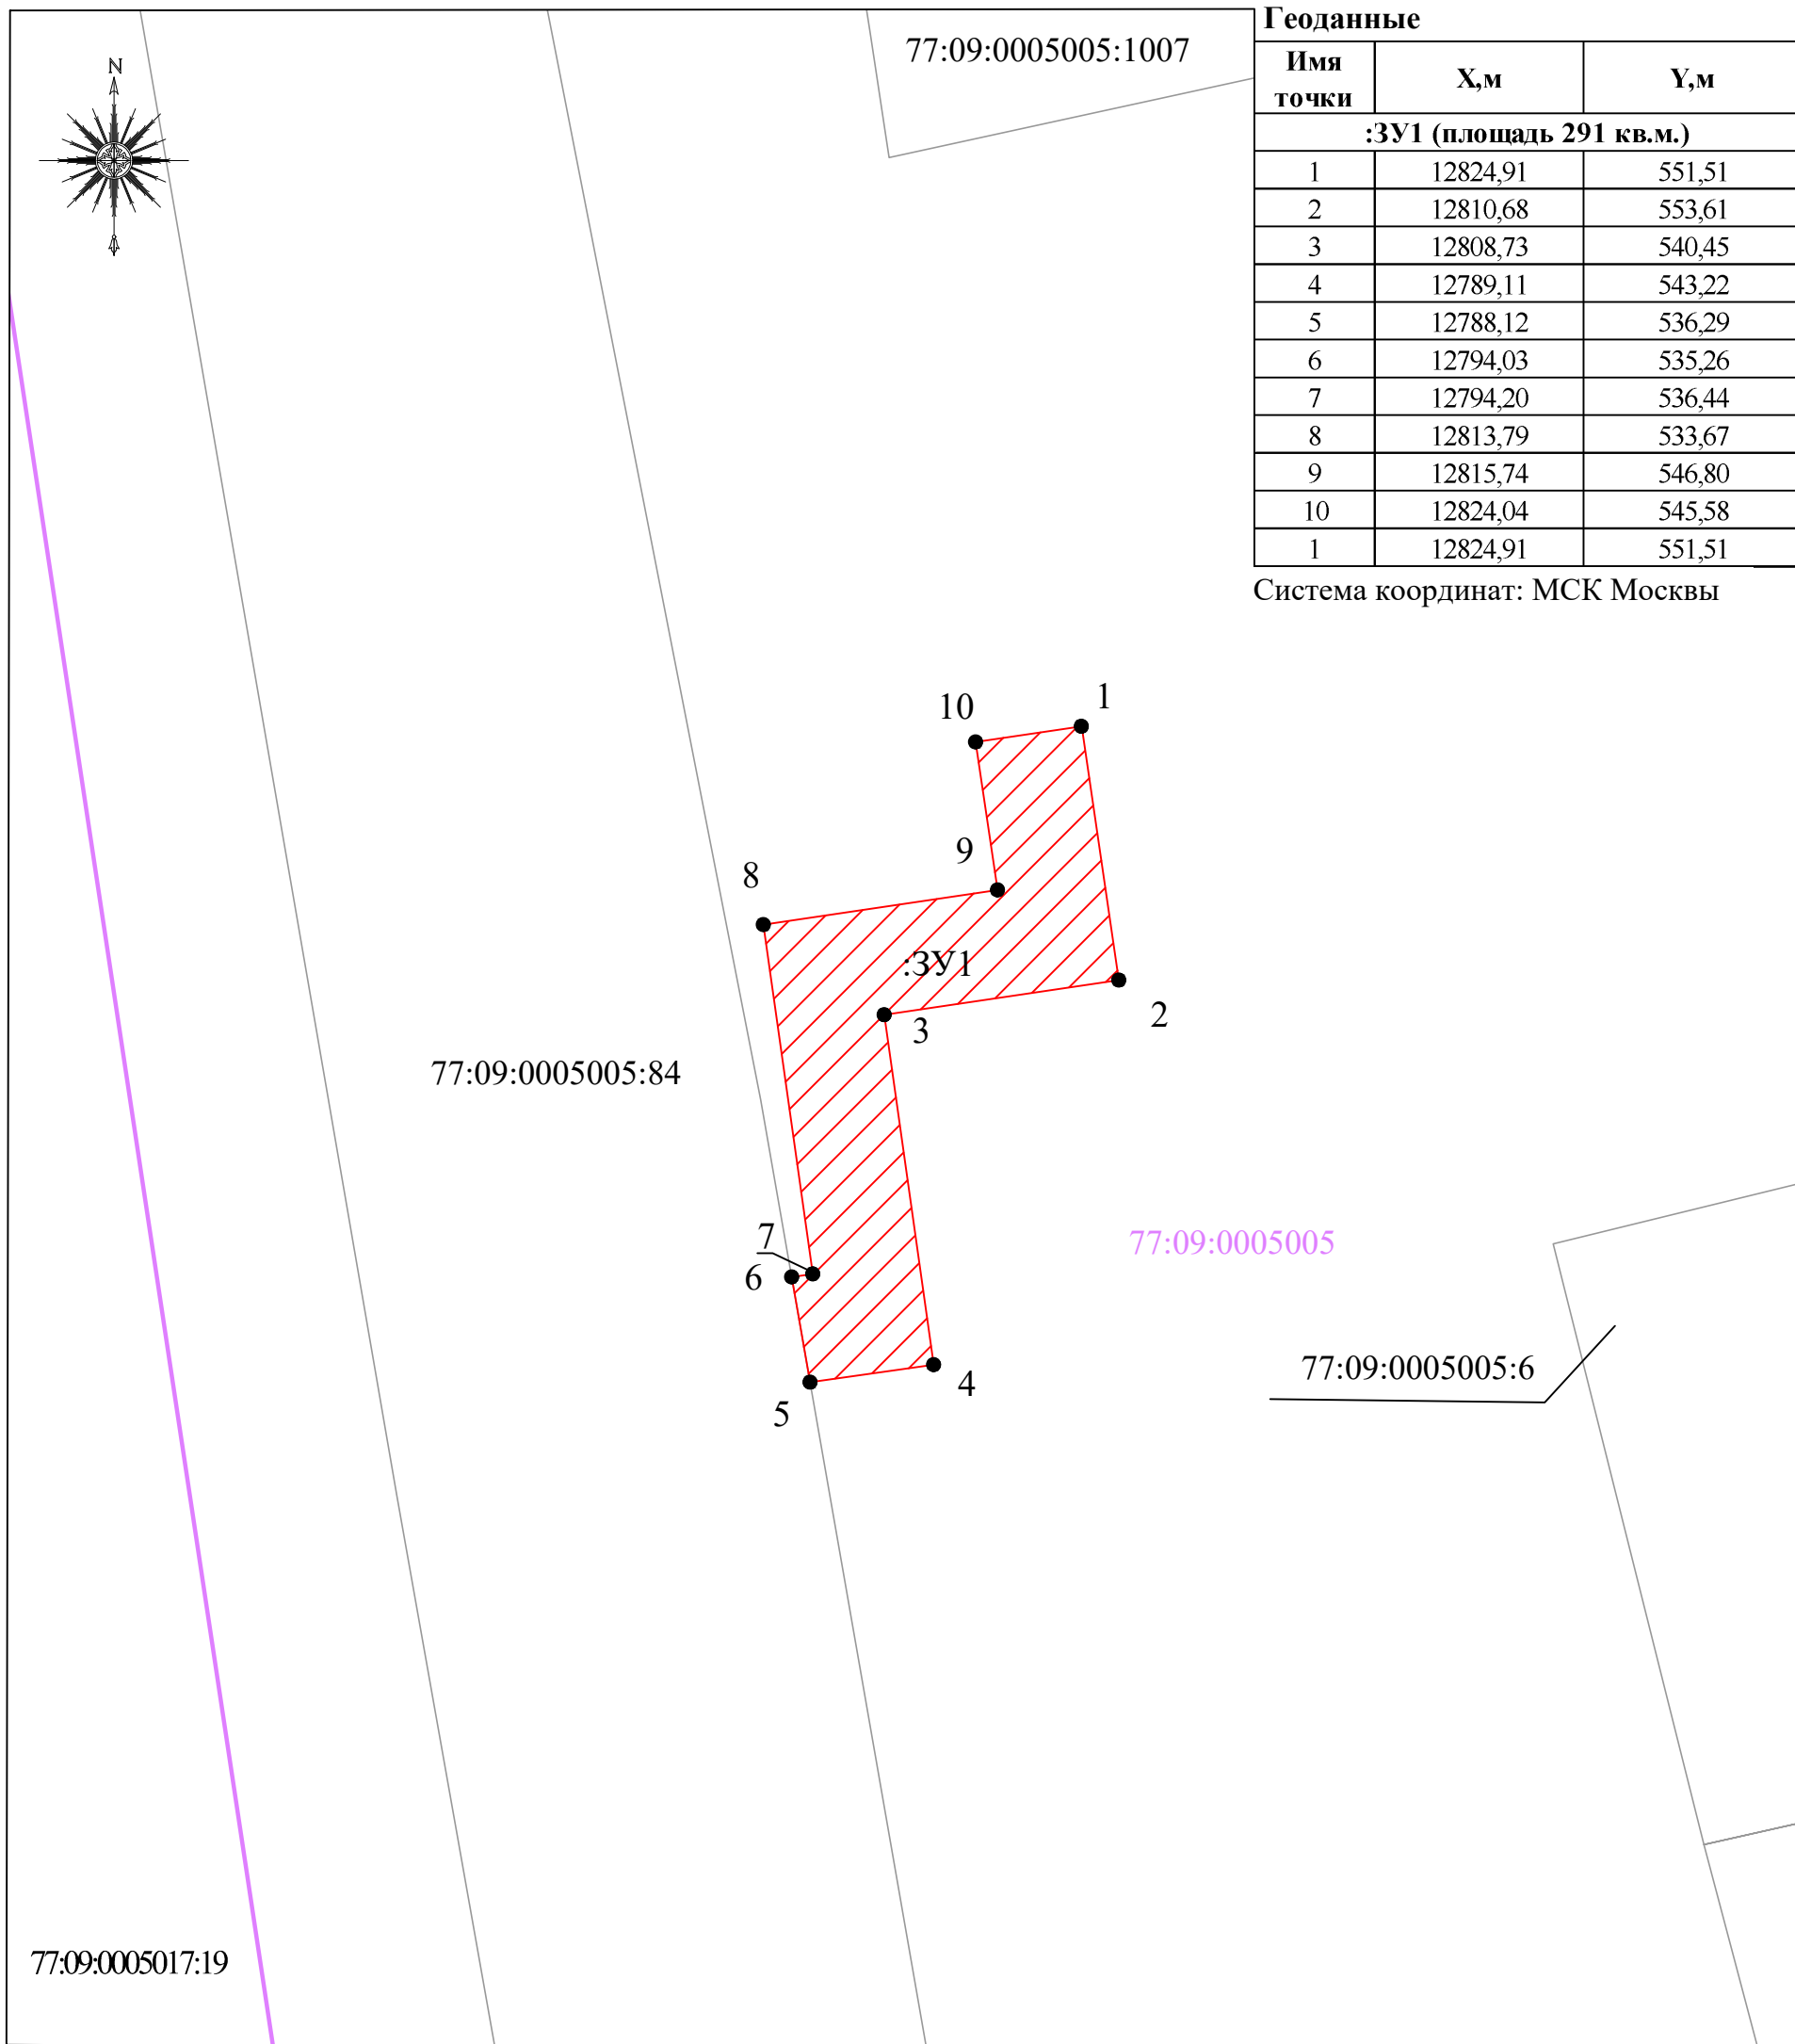 Геоданные
Имя точки X,м Y,м
:ЗУ1 (площадь 291 кв.м.)
1 12824,91 551,51
2 12810,68 553,61
3 12808,73 540,45
4 12789,11 543,22
5 12788,12 536,29
6 12794,03 535,26
7 12794,20 536,44
8 12813,79 533,67
9 12815,74 546,80
10 12824,04 545,58
1 12824,91 551,51
Система координат: МСК Москвы
77:09:0005005:1007
N
10
1
9
8
:ЗУ1
2
3
77:09:0005005:84
7
6
77:09:0005005
77:09:0005005:6
4
5
77:09:0005017:19